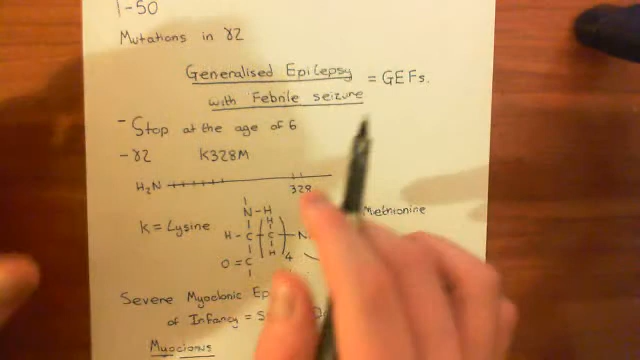 1-50
Mutations in γ2
Generalised Epilepsy = GEFs.
with Febrile seizure
- Stop at the age of 6
- γ2 K328M
H₂N 328
K = Lysine Methionine
N-H
H-C-(C)-N
H
H
4
O=C
Severe Myoclonic Ep
of Infancy = S
Myoclonus